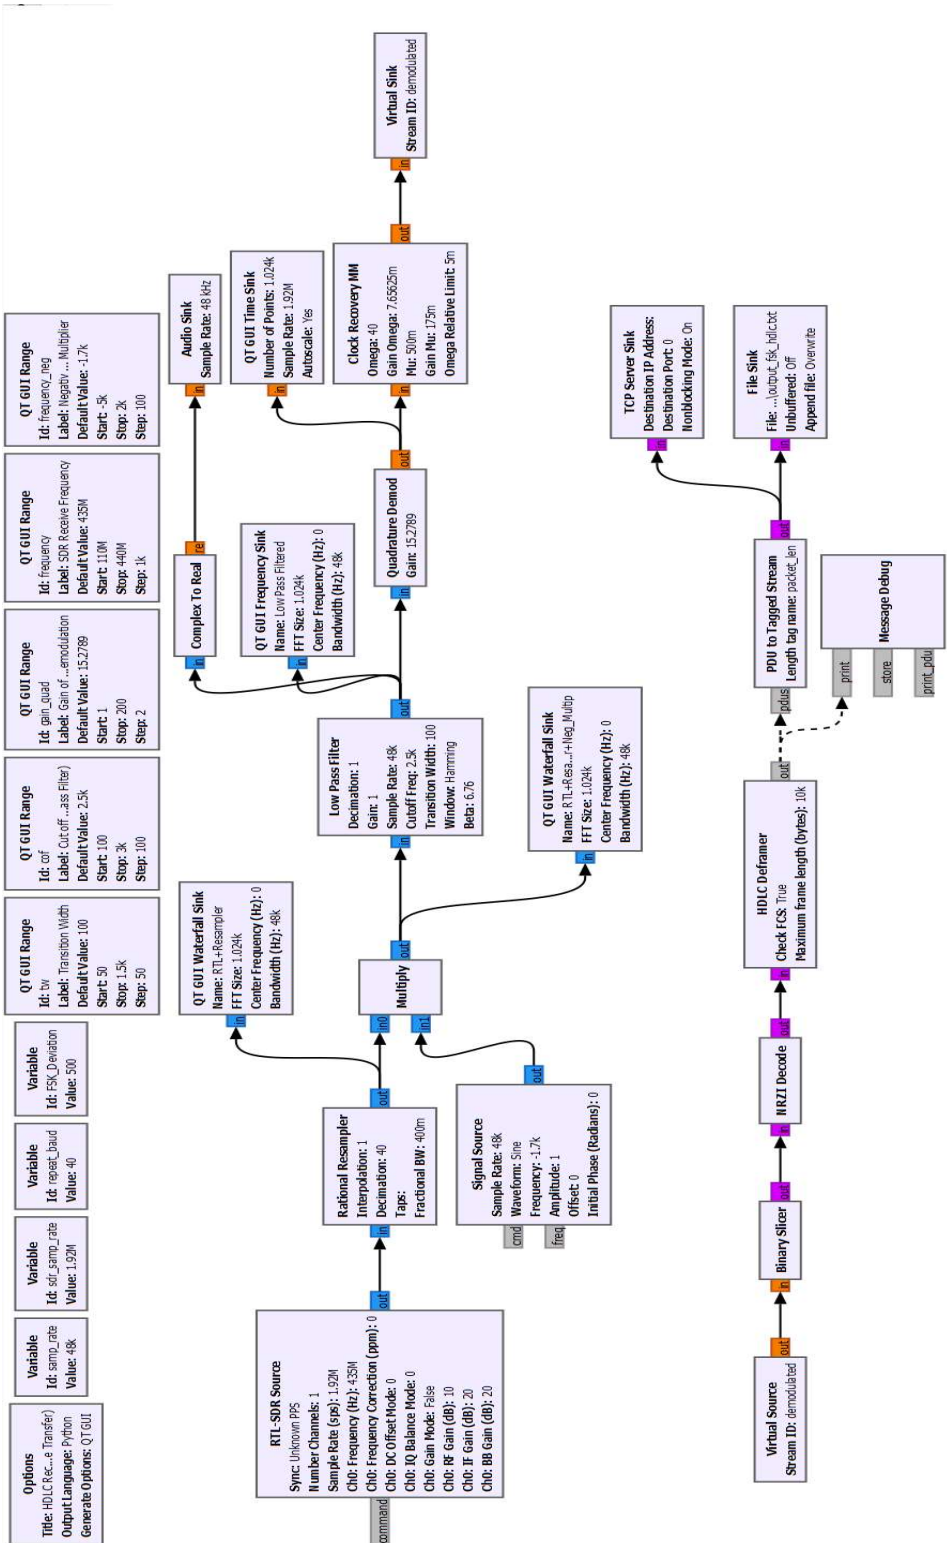 Options
Title: HDLC Rec...e Transfer)
Output Language: Python
Generate Options: QT GUI
Variable
Id: samp_rate
Value: 48k
Variable
Id: sdr_samp_rate
Value: 1.92M
Variable
Id: repeat_baud
Value: 40
Variable
Id: FSK_Deviation
Value: 500
QT GUI Range
Id: tw
Label: Transition Width
Default Value: 100
Start: 50
Stop: 1.5k
Step: 50
QT GUI Range
Id: cof
Label: Cutoff ...ass Filter)
Default Value: 2.5k
Start: 100
Stop: 3k
Step: 100
QT GUI Range
Id: gain_quad
Label: Gain of ...emodulation
Default Value: 15.2789
Start: 1
Stop: 200
Step: 2
QT GUI Range
Id: frequency
Label: SDR Receive Frequency
Default Value: 435M
Start: 110M
Stop: 440M
Step: 1k
QT GUI Range
Id: frequency_neg
Label: Negativ ... Multiplier
Default Value: -1.7k
Start: -5k
Stop: 2k
Step: 100
command
RTL-SDR Source
Sync: Unknown PPS
Number Channels: 1
Sample Rate (sps): 1.92M
Ch0: Frequency (Hz): 435M
Ch0: Frequency Correction (ppm): 0
Ch0: DC Offset Mode: 0
Ch0: IQ Balance Mode: 0
Ch0: Gain Mode: False
Ch0: RF Gain (dB): 10
Ch0: IF Gain (dB): 20
Ch0: BB Gain (dB): 20
out
in
Rational Resampler
Interpolation: 1
Decimation: 40
Taps:
Fractional BW: 400m
out
in
QT GUI Waterfall Sink
Name: RTL+Resampler
FFT Size: 1.024k
Center Frequency (Hz): 0
Bandwidth (Hz): 48k
cmd
freq
Signal Source
Sample Rate: 48k
Waveform: Sine
Frequency: -1.7k
Amplitude: 1
Offset: 0
Initial Phase (Radians): 0
out
in0
in1
Multiply
out
in
QT GUI Waterfall Sink
Name: RTL+Resa...r+Neg_Multip
FFT Size: 1.024k
Center Frequency (Hz): 0
Bandwidth (Hz): 48k
in
Low Pass Filter
Decimation: 1
Gain: 1
Sample Rate: 48k
Cutoff Freq: 2.5k
Transition Width: 100
Window: Hamming
Beta: 6.76
out
in
Complex To Real
re
in
Audio Sink
Sample Rate: 48 kHz
in
QT GUI Frequency Sink
Name: Low Pass Filtered
FFT Size: 1.024k
Center Frequency (Hz): 0
Bandwidth (Hz): 48k
in
Quadrature Demod
Gain: 15.2789
out
in
QT GUI Time Sink
Number of Points: 1.024k
Sample Rate: 1.92M
Autoscale: Yes
in
Clock Recovery MM
Omega: 40
Gain Omega: 7.65625m
Mu: 500m
Gain Mu: 175m
Omega Relative Limit: 5m
out
in
Virtual Sink
Stream ID: demodulated
Virtual Source
Stream ID: demodulated
out
in
Binary Slicer
out
in
NRZI Decode
out
in
HDLC Deframer
Check FCS: True
Maximum frame length (bytes): 10k
out
pdus
PDU to Tagged Stream
Length tag name: packet_len
out
print
store
print_pdu
Message Debug
in
TCP Server Sink
Destination IP Address:
Destination Port: 0
Nonblocking Mode: On
in
File Sink
File: ...\output_fsk_hdlc.txt
Unbuffered: Off
Append file: Overwrite